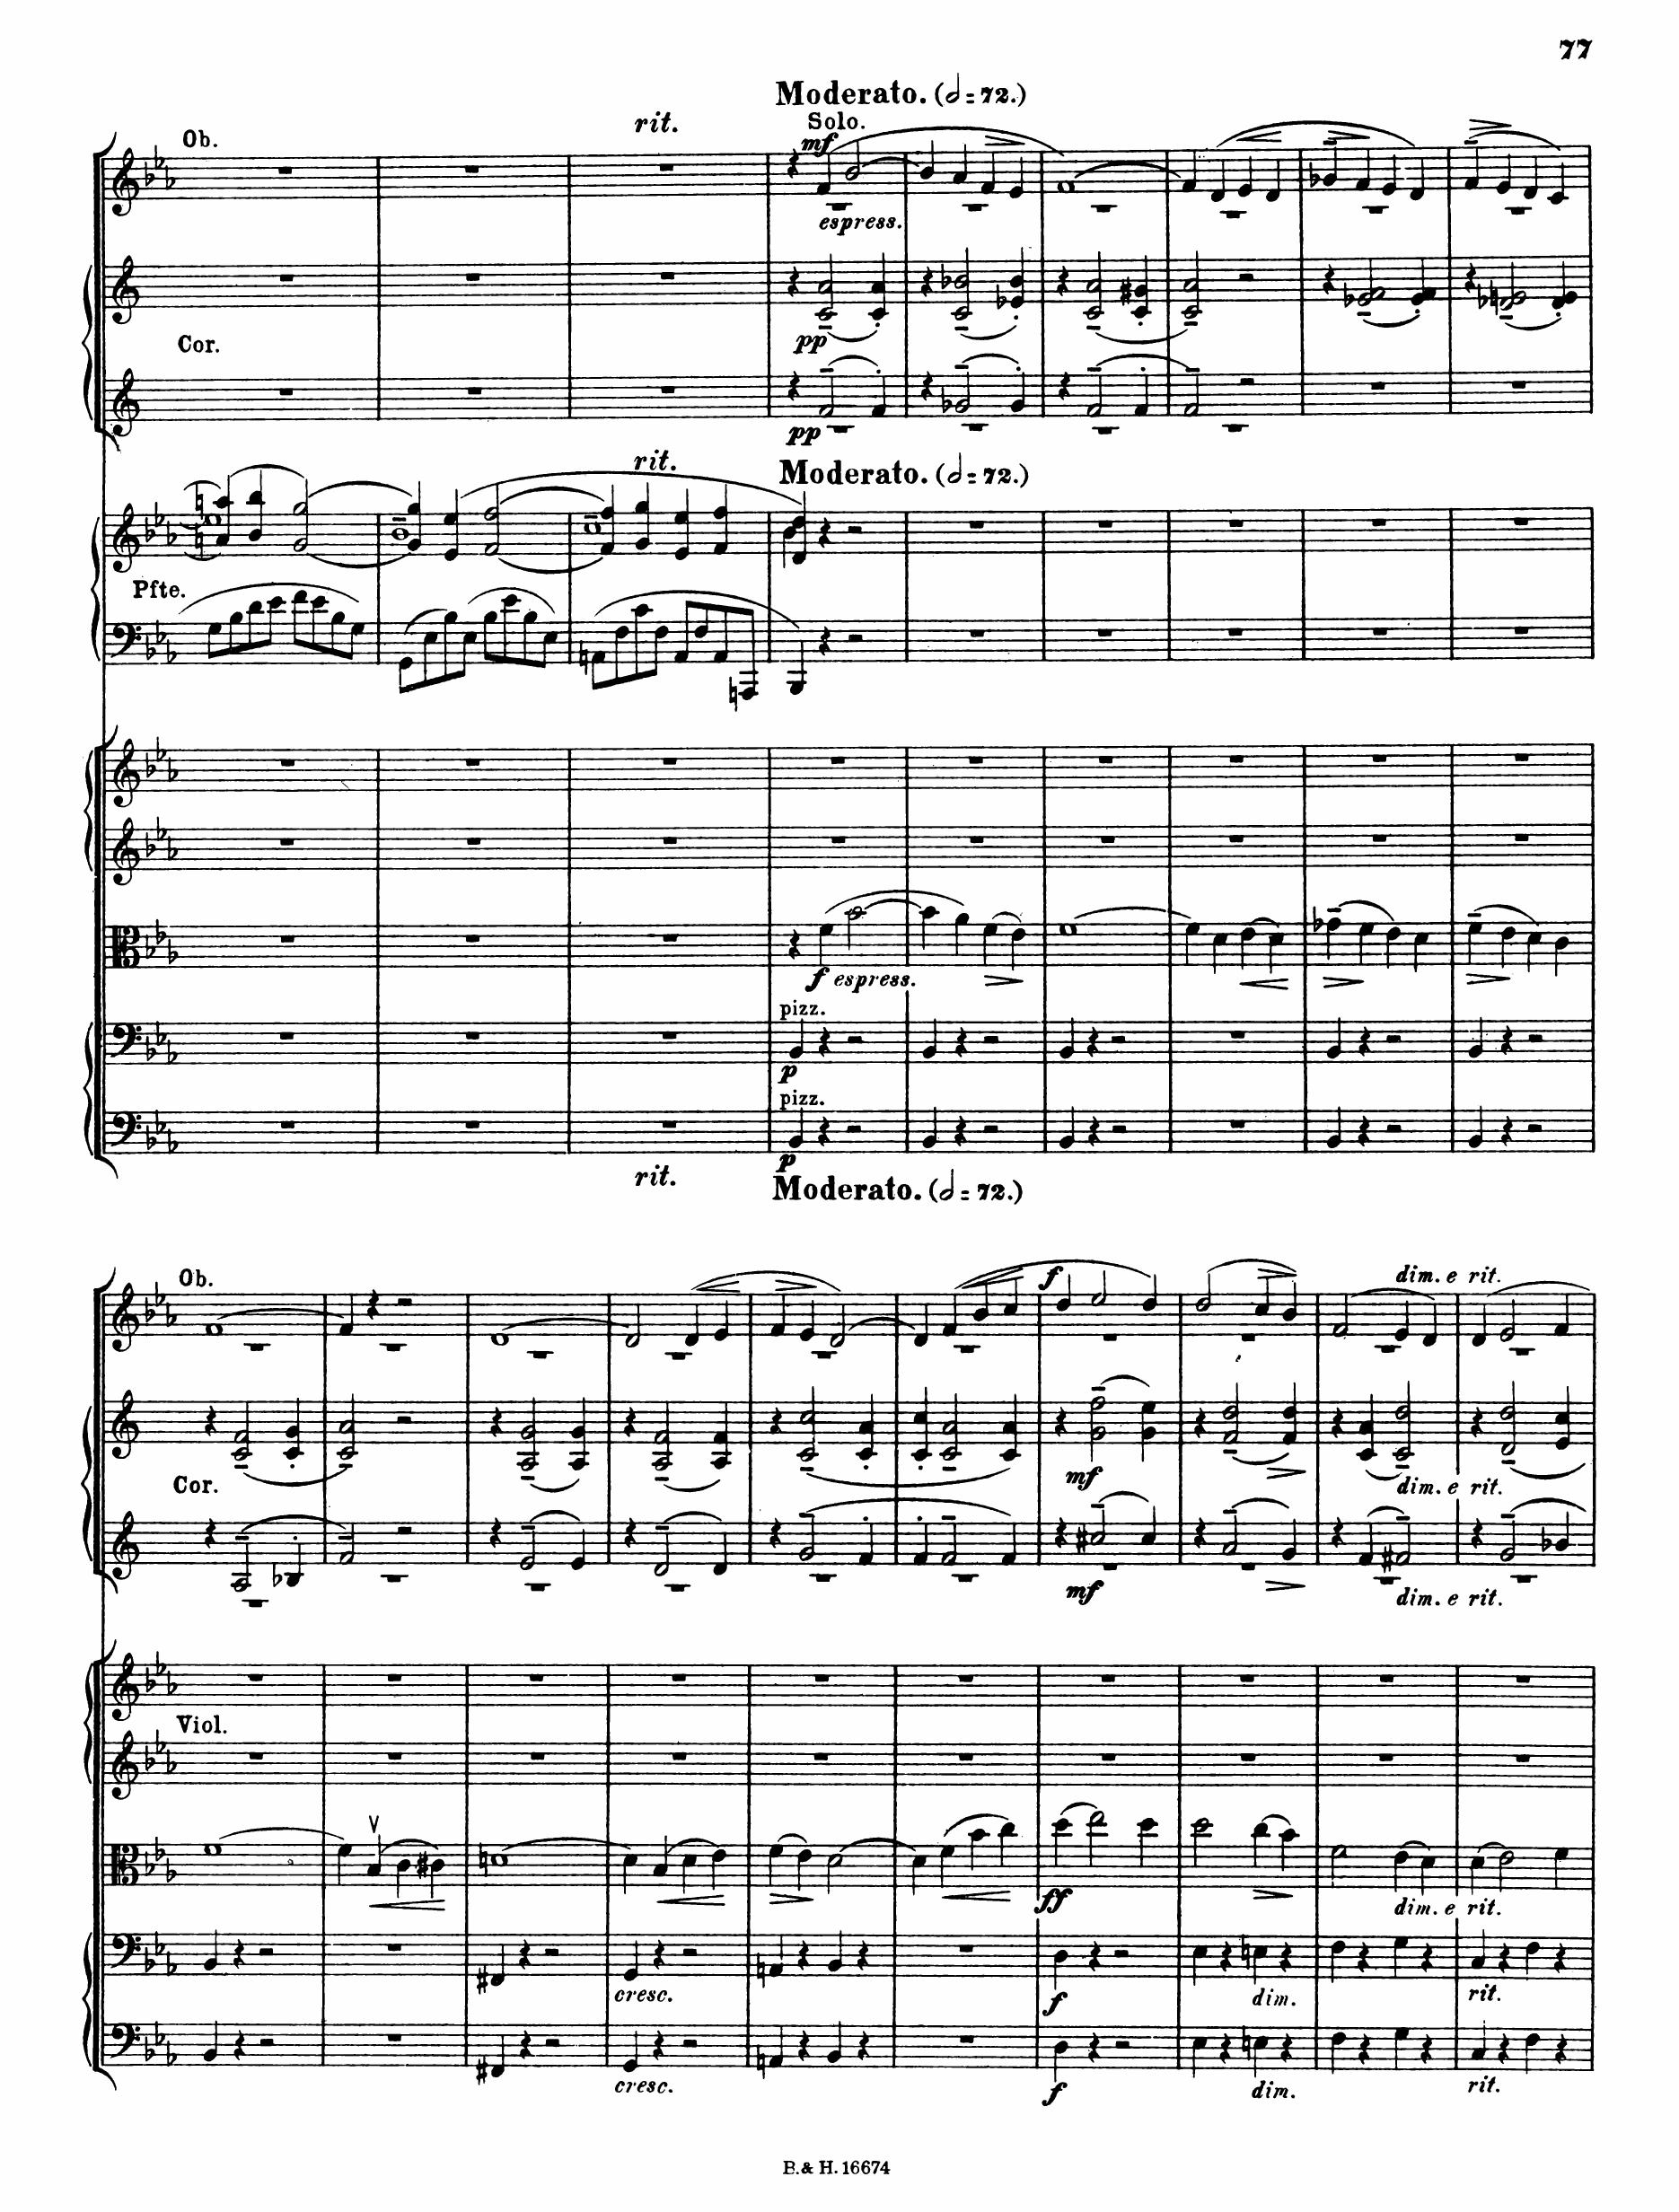 77
Moderato. (𝅗𝅥 = 72.)
Ob.
rit.
Solo.
mf
espress.
Cor.
pp
pp
rit.
Moderato. (𝅗𝅥 = 72.)
Pfte.
f espress.
pizz.
p
pizz.
p
rit.
Moderato. (𝅗𝅥 = 72.)
Ob.
f
dim. e rit.
Cor.
mf
dim. e rit.
mf
dim. e rit.
Viol.
ff
dim. e rit.
cresc.
f
dim.
rit.
cresc.
f
dim.
rit.
B. & H. 16674